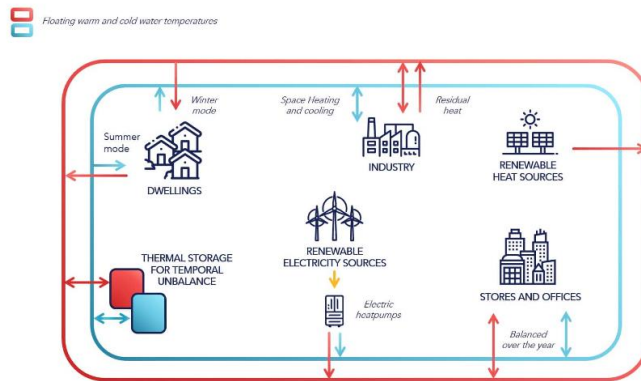 Floating warm and cold water temperatures
Winter
mode
Space Heating
and cooling
Residual
heat
Summer
mode
DWELLINGS
INDUSTRY
RENEWABLE
HEAT SOURCES
THERMAL STORAGE
FOR TEMPORAL
UNBALANCE
RENEWABLE
ELECTRICITY SOURCES
STORES AND OFFICES
Electric
heatpumps
Balanced
over the year